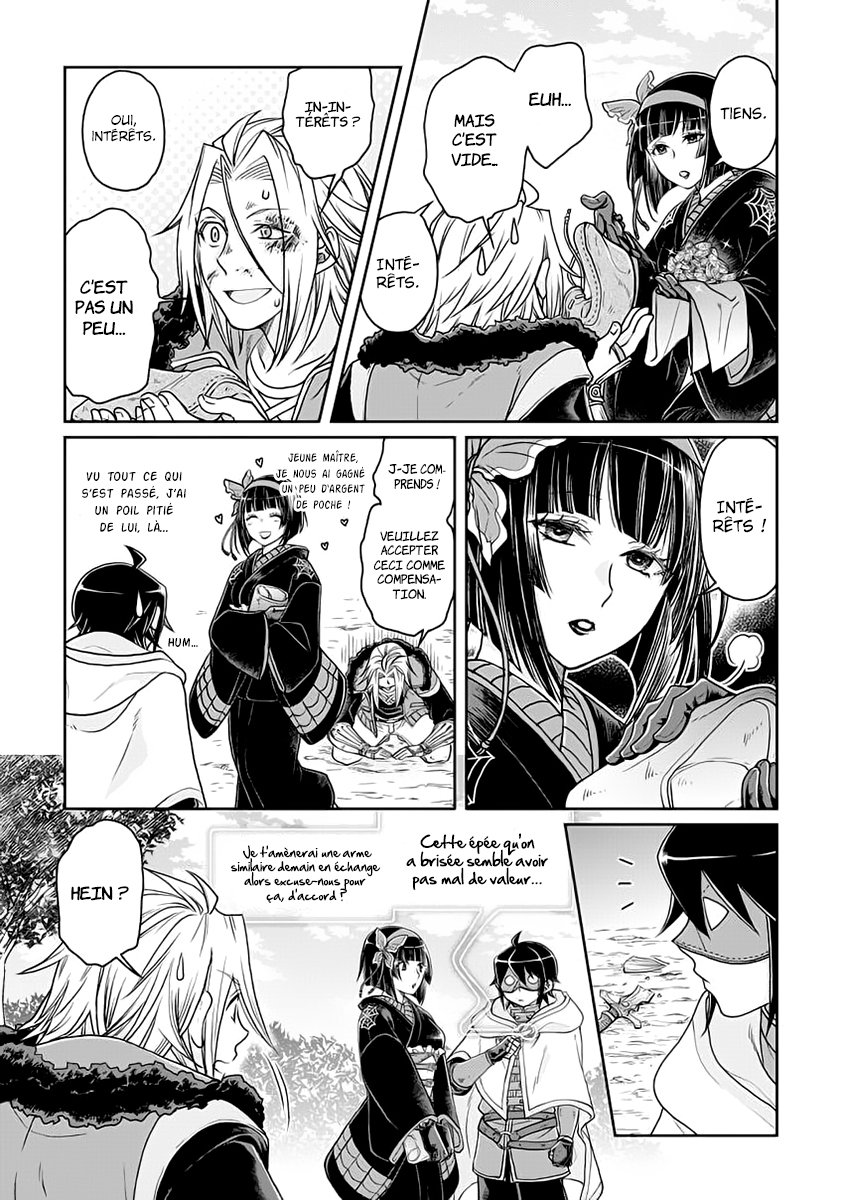 TIENS.
EUH...
MAIS
C'EST
VIDE...
INTÉ-
RÊTS.
IN-IN-
TÉRÊTS ?
OUI,
INTÉRÊTS.
C'EST
PAS UN
PEU...
INTÉ-
RÊTS !
J-JE COM-
PRENDS !
VEUILLEZ
ACCEPTER
CECI COMME
COMPENSA-
TION.
JEUNE MAÎTRE,
JE NOUS AI GAGNÉ
UN PEU D'ARGENT
DE POCHE !
VU TOUT CE QUI
S'EST PASSÉ, J'AI
UN POIL PITIÉ
DE LUI, LÀ...
HUM...
Cette épée qu'on
a brisée semble avoir
pas mal de valeur...
Je t'amènerai une arme
similaire demain en échange
alors excuse-nous pour
ça, d'accord ?
HEIN ?